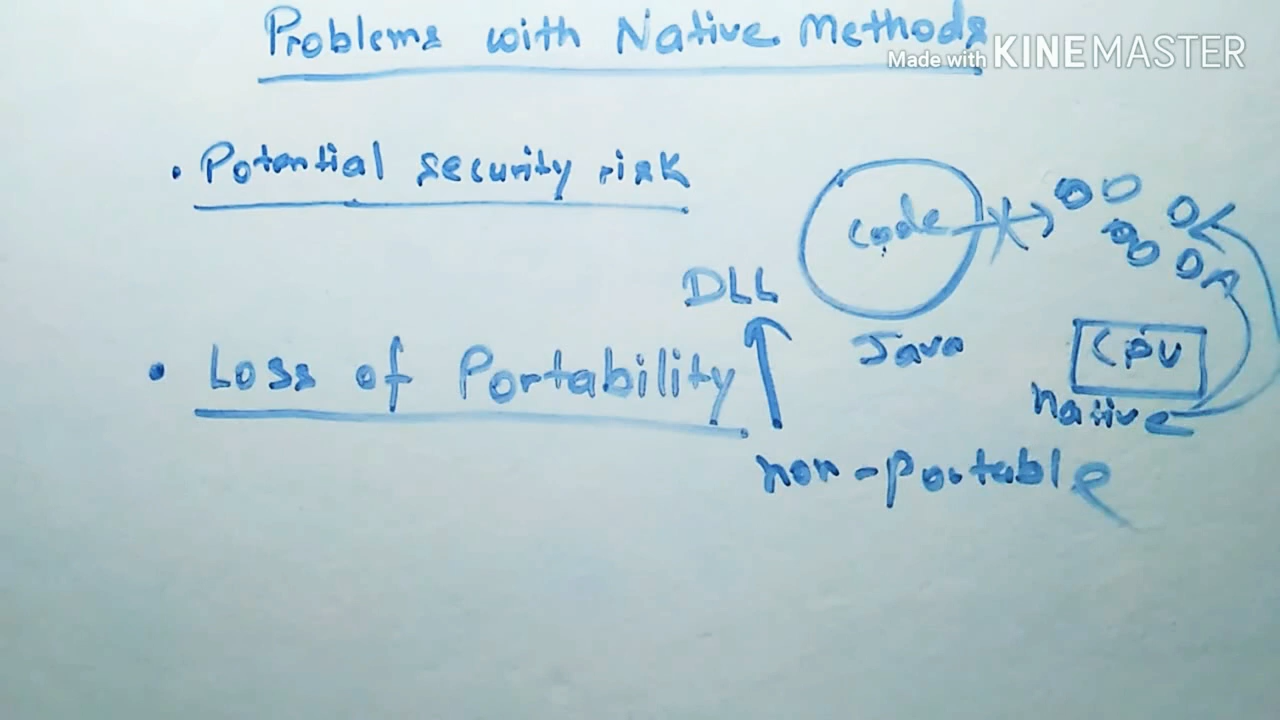 Problems with Native Methods
Made with KINEMASTER
• Potential security risk
code
DLL
Java
CPU
Native
• Loss of Portability
non-portable